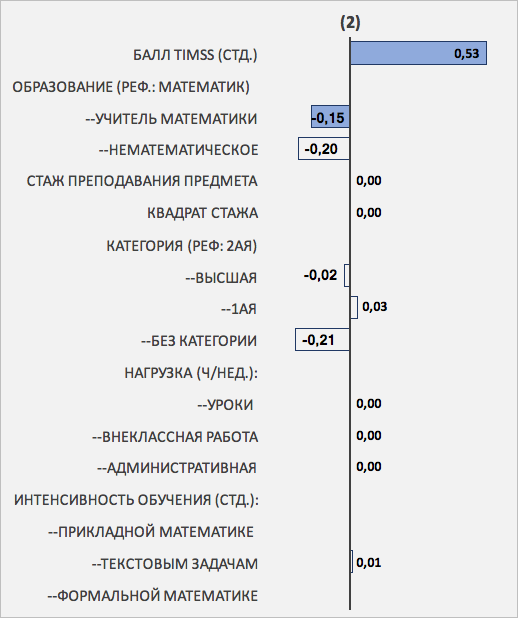 (2)
БАЛЛ TIMSS (СТД.) 0,53
ОБРАЗОВАНИЕ (РЕФ.: МАТЕМАТИК)
--УЧИТЕЛЬ МАТЕМАТИКИ -0,15
--НЕМАТЕМАТИЧЕСКОЕ -0,20
СТАЖ ПРЕПОДАВАНИЯ ПРЕДМЕТА 0,00
КВАДРАТ СТАЖА 0,00
КАТЕГОРИЯ (РЕФ: 2АЯ)
--ВЫСШАЯ -0,02
--1АЯ 0,03
--БЕЗ КАТЕГОРИИ -0,21
НАГРУЗКА (Ч/НЕД.):
--УРОКИ 0,00
--ВНЕКЛАССНАЯ РАБОТА 0,00
--АДМИНИСТРАТИВНАЯ 0,00
ИНТЕНСИВНОСТЬ ОБУЧЕНИЯ (СТД.):
--ПРИКЛАДНОЙ МАТЕМАТИКЕ
--ТЕКСТОВЫМ ЗАДАЧАМ 0,01
--ФОРМАЛЬНОЙ МАТЕМАТИКЕ